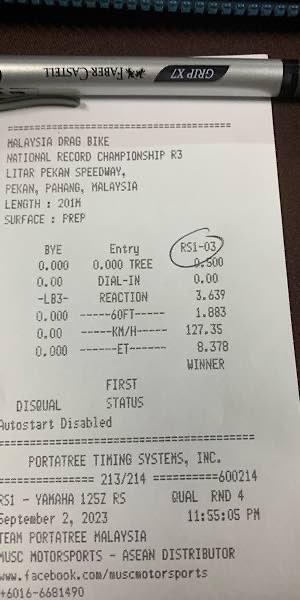 GRIP X7 FABER-CASTELL
===================================
MALAYSIA DRAG BIKE
NATIONAL RECORD CHAMPIONSHIP R3
LITAR PEKAN SPEEDWAY,
PEKAN, PAHANG, MALAYSIA
LENGTH : 201M
SURFACE : PREP
BYE Entry RS1-03
0.000 0.000 TREE 0.500
0.00 DIAL-IN 0.00
-LB3- REACTION 3.639
0.000 -----60FT----- 1.883
0.00 -----KM/H----- 127.35
0.000 ------ET------ 8.378
WINNER
FIRST
DISQUAL STATUS
Autostart Disabled
===================================
PORTATREE TIMING SYSTEMS, INC.
============== 213/214 ==========600214
RS1 - YAMAHA 125Z RS QUAL RND 4
September 2, 2023 11:55:05 PM
TEAM PORTATREE MALAYSIA
MUSC MOTORSPORTS - ASEAN DISTRIBUTOR
www.facebook.com/muscmotorsports
+6016-6681490